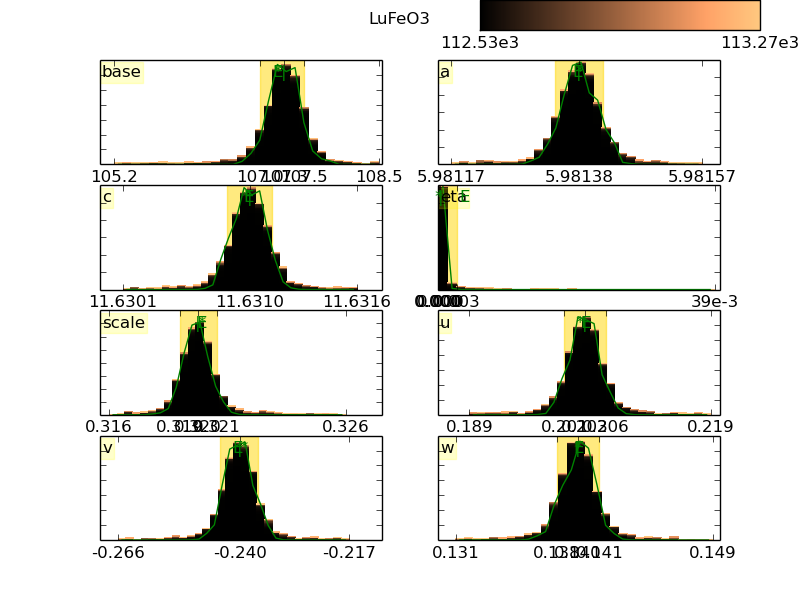 LuFeO3
112.53e3 113.27e3
base a
105.2 108.5 5.98117 5.98138 5.98157
c eta
11.6301 11.6310 11.6316 39e-3
scale u
0.316 0.326 0.189 0.219
v w
-0.266 -0.240 -0.217 0.131 0.149